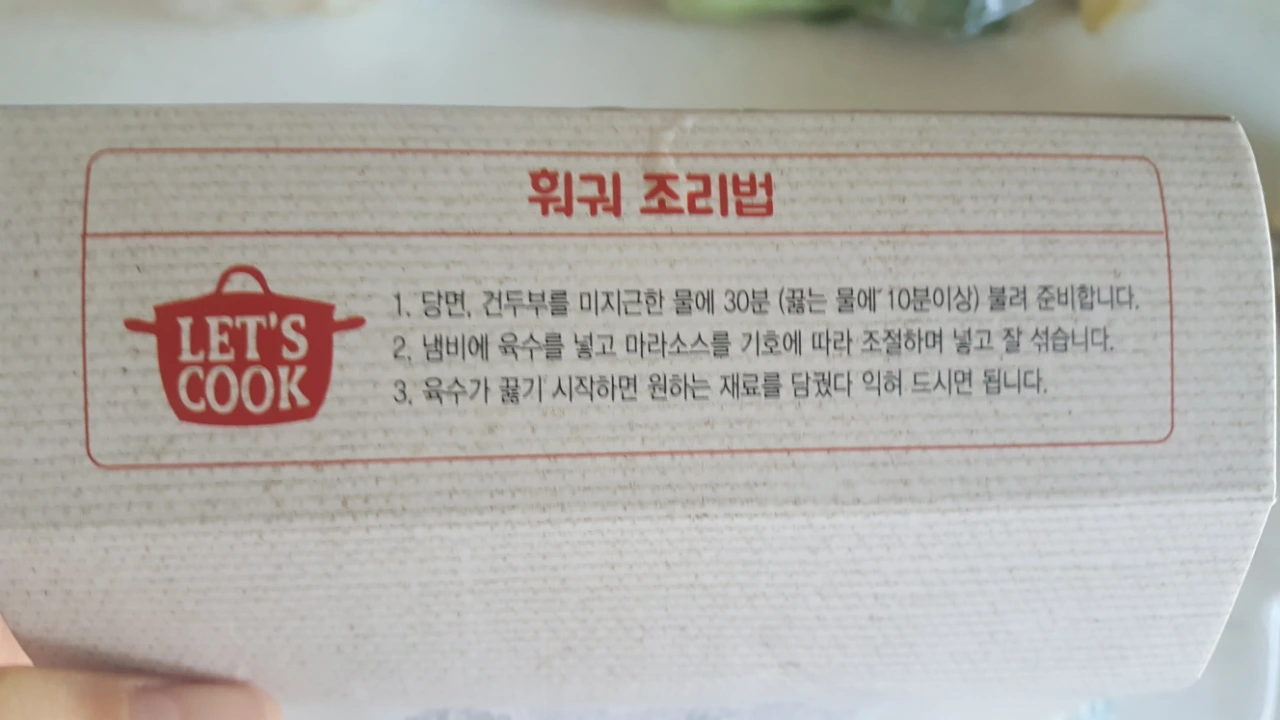 훠궈 조리법
LET'S
COOK
1. 당면, 건두부를 미지근한 물에 30분 (끓는 물에 10분이상) 불려 준비합니다.
2. 냄비에 육수를 넣고 마라소스를 기호에 따라 조절하며 넣고 잘 섞습니다.
3. 육수가 끓기 시작하면 원하는 재료를 담궜다 익혀 드시면 됩니다.